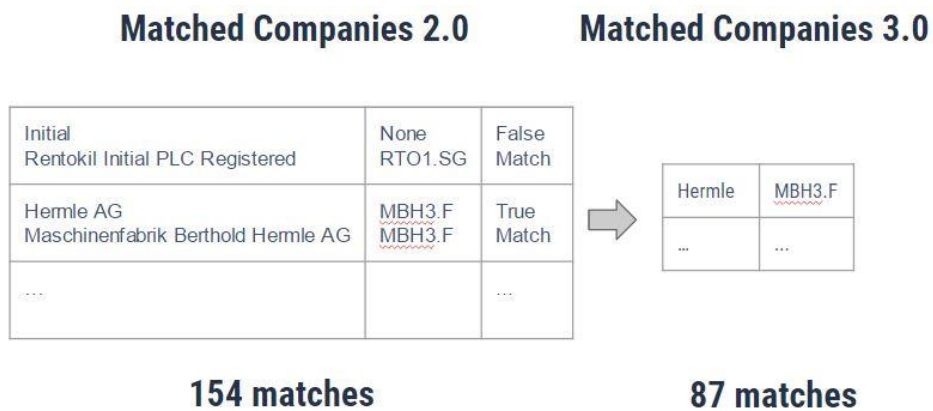 Matched Companies 2.0
Matched Companies 3.0
Initial
Rentokil Initial PLC Registered
None
RTO1.SG
False
Match
Hermle AG
Maschinenfabrik Berthold Hermle AG
MBH3.F
MBH3.F
True
Match
...
...
Hermle
MBH3.F
...
...
154 matches
87 matches